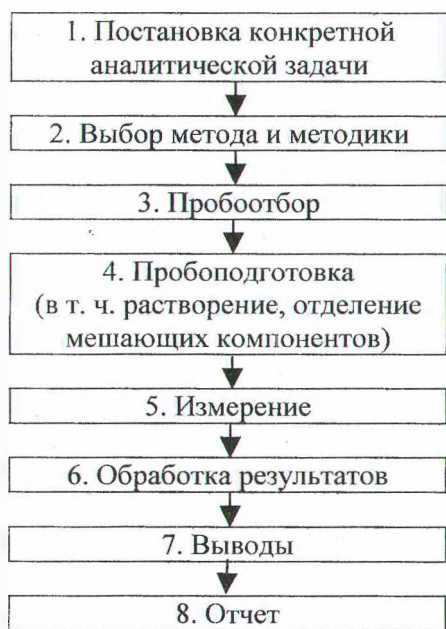 1. Постановка конкретной
аналитической задачи
2. Выбор метода и методики
3. Пробоотбор
4. Пробоподготовка
(в т. ч. растворение, отделение
мешающих компонентов)
5. Измерение
6. Обработка результатов
7. Выводы
8. Отчет